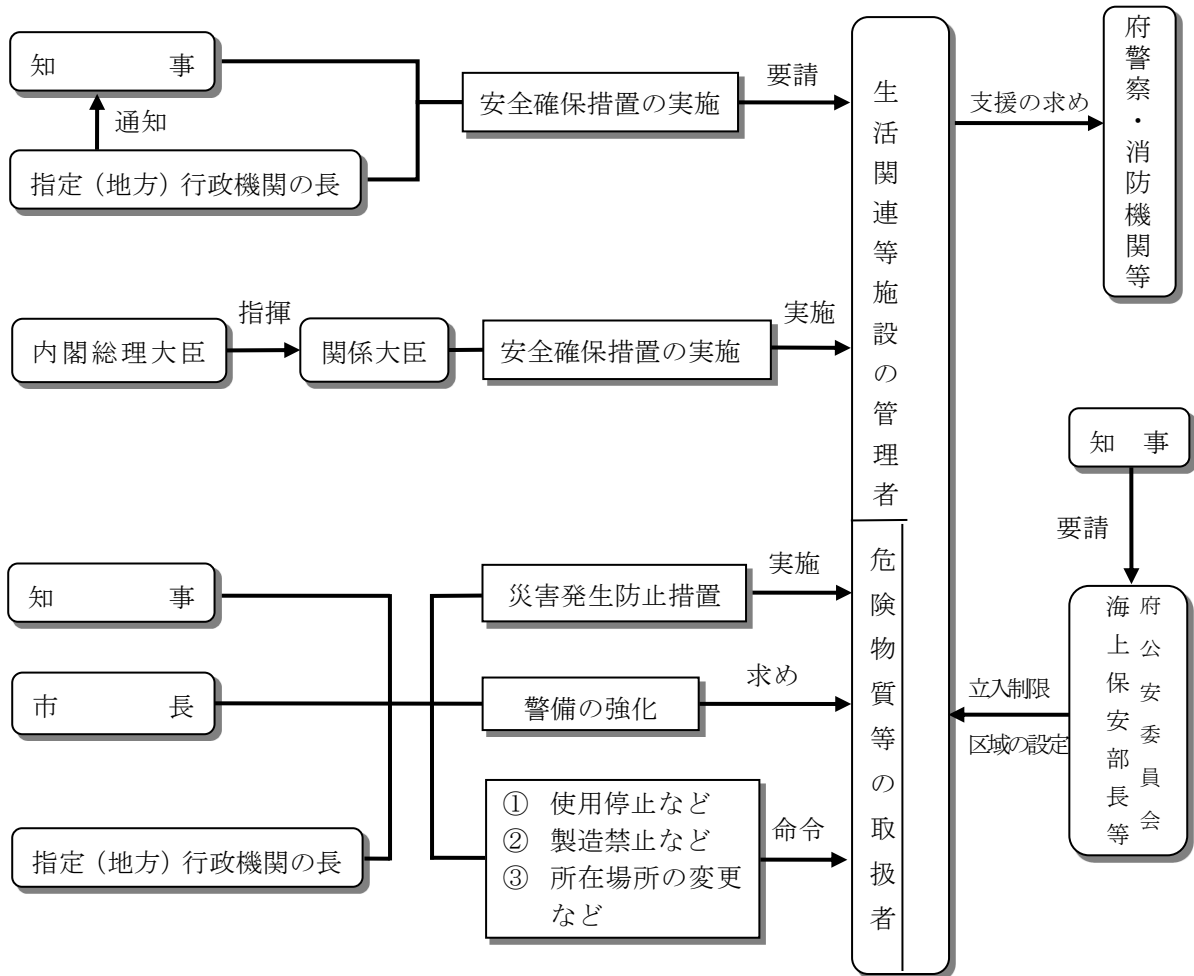 知　事
通知
指定（地方）行政機関の長
安全確保措置の実施
要請
内閣総理大臣
指揮
関係大臣
安全確保措置の実施
実施
知　事
市　長
指定（地方）行政機関の長
災害発生防止措置
実施
警備の強化
求め
① 使用停止など
② 製造禁止など
③ 所在場所の変更
など
命令
生活関連等施設の管理者
危険物質等の取扱者
支援の求め
府警察・消防機関等
知　事
要請
府公安委員会
海上保安部長等
立入制限
区域の設定